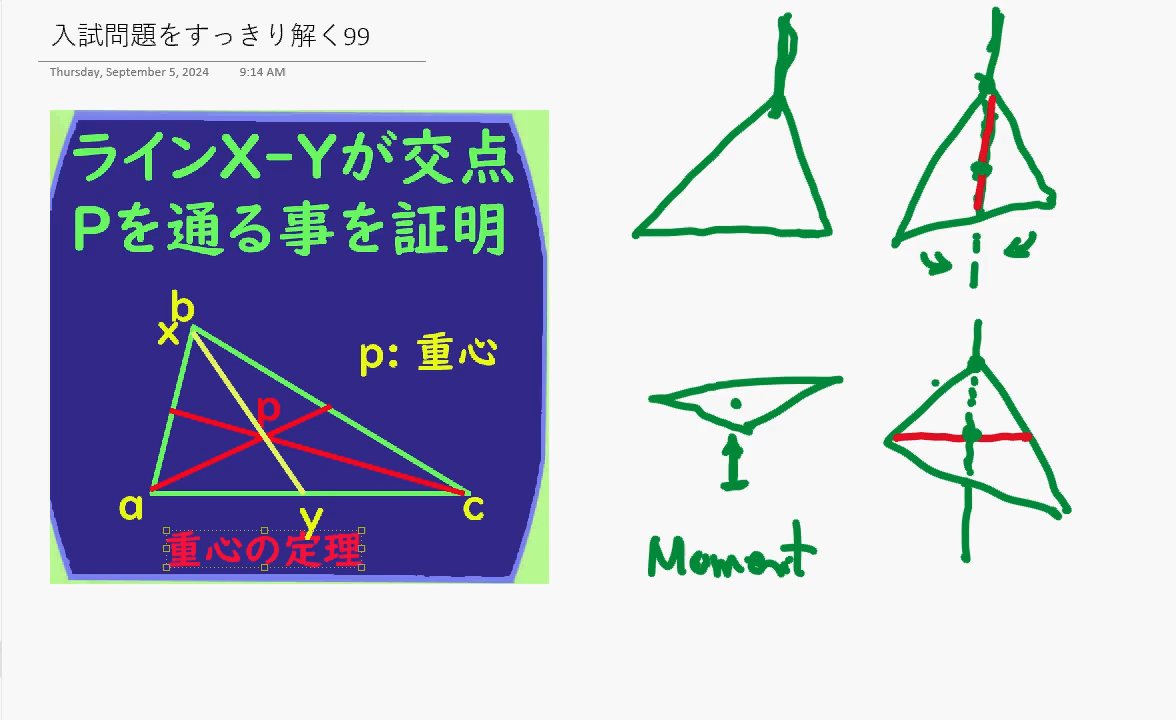 入試問題をすっきり解く99
Thursday, September 5, 2024 9:14 AM
ラインX-Yが交点
Pを通る事を証明
b
x
p: 重心
p
a
y
c
重心の定理
Moment